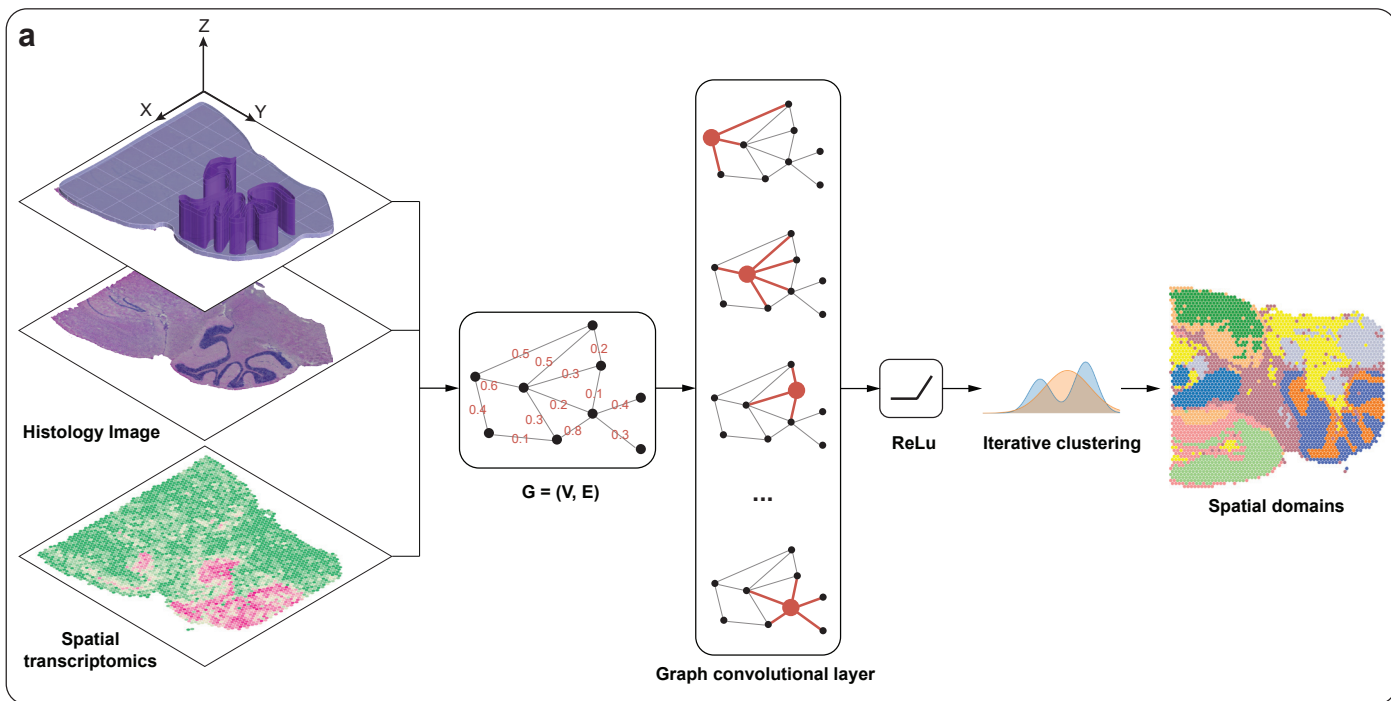 a
Z
X
Y
Histology Image
Spatial
transcriptomics
0.5
0.5
0.2
0.3
0.6
0.1
0.4
0.2
0.4
0.3
0.8
0.1
0.3
G = (V, E)
...
Graph convolutional layer
ReLu
Iterative clustering
Spatial domains